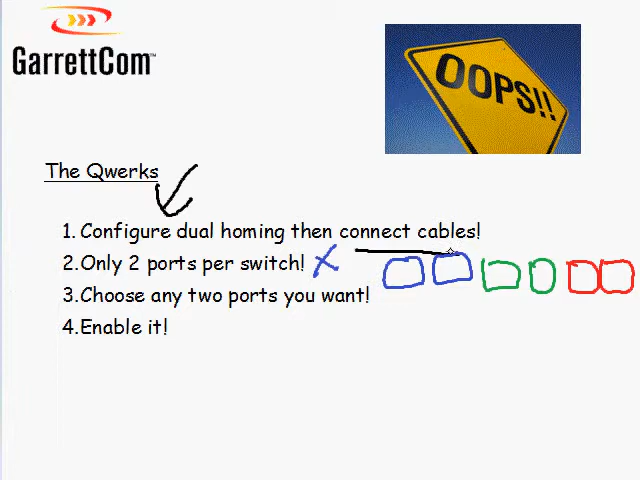 GarrettCom™
OOPS!!
The Qwerks
1. Configure dual homing then connect cables!
2.Only 2 ports per switch!
3.Choose any two ports you want!
4.Enable it!